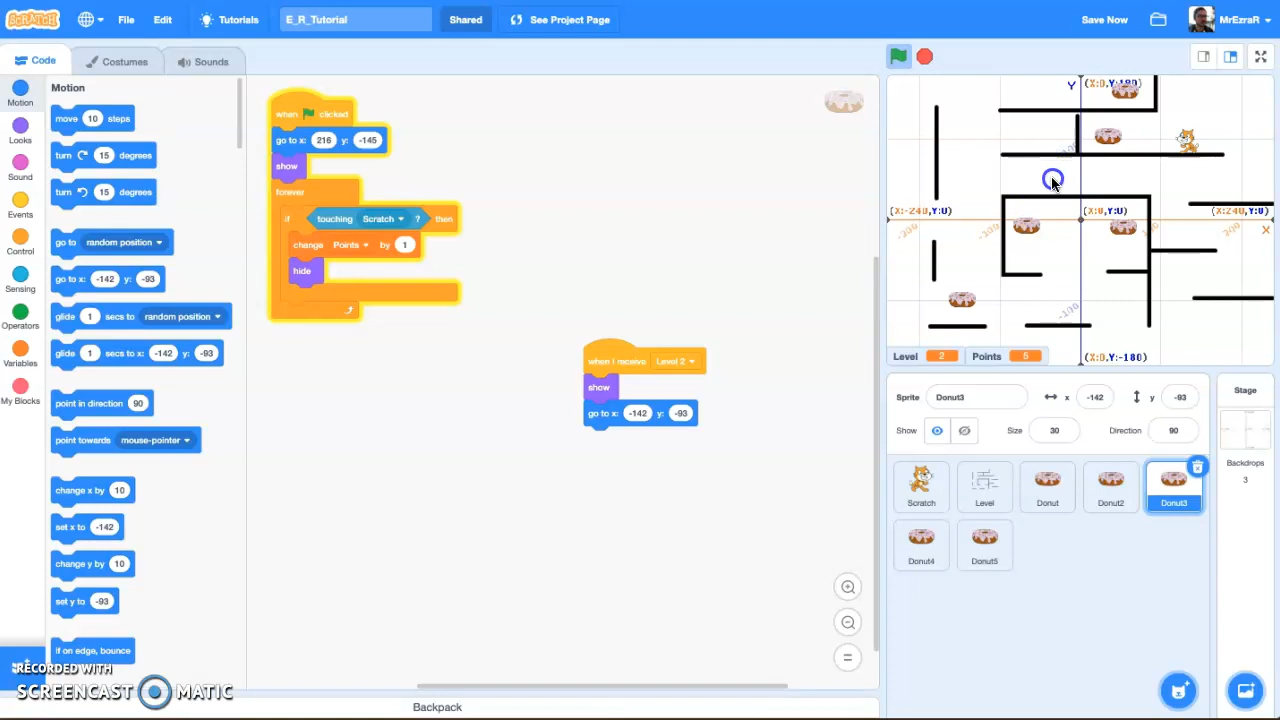 SCRATCH File Edit Tutorials E_R_Tutorial Shared See Project Page Save Now MrEzraR
Code Costumes Sounds
Motion
Looks
Sound
Events
Control
Sensing
Operators
Variables
My Blocks
Motion
move 10 steps
turn 15 degrees
turn 15 degrees
go to random position
go to x: -142 y: -93
glide 1 secs to random position
glide 1 secs to x: -142 y: -93
point in direction 90
point towards mouse-pointer
change x by 10
set x to -142
change y by 10
set y to -93
if on edge, bounce
when clicked
go to x: 216 y: -145
show
forever
if touching Scratch ? then
change Points by 1
hide
when I receive Level 2
show
go to x: -142 y: -93
Y (X:0,Y:180)
(X:-240,Y:0) (X:0,Y:0) (X:240,Y:0)
X
-200
-100
-100
(X:0,Y:-180)
Level 2 Points
Sprite Donut3 x -142 y -93
Show Size 30 Direction 90
Scratch Level Donut Donut2 Donut3
Donut4 Donut5
Stage
Backdrops
3
Backpack
RECORDED WITH
SCREENCAST MATIC